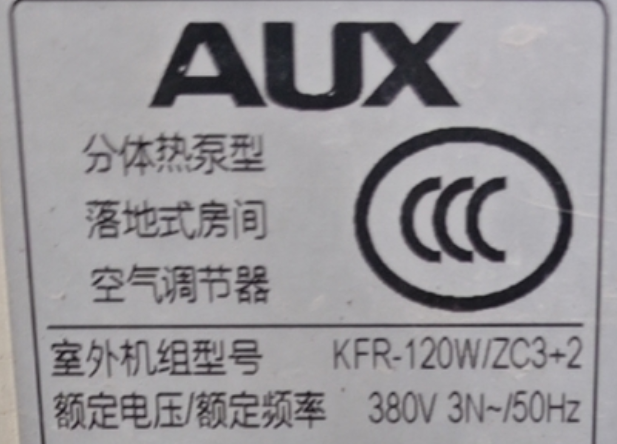 AUX
分体热泵型
落地式房间
空气调节器
CCC
室外机组型号 KFR-120W/ZC3+2
额定电压/额定频率 380V 3N~/50Hz